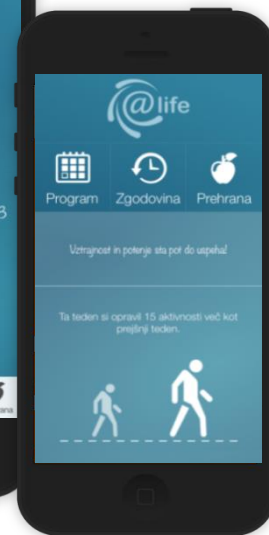 @life
Program Zgodovina Prehrana
Vztrajnost in potenje sta pot do uspeha!
Ta teden si opravil 15 aktivnosti več kot
prejšnji teden.